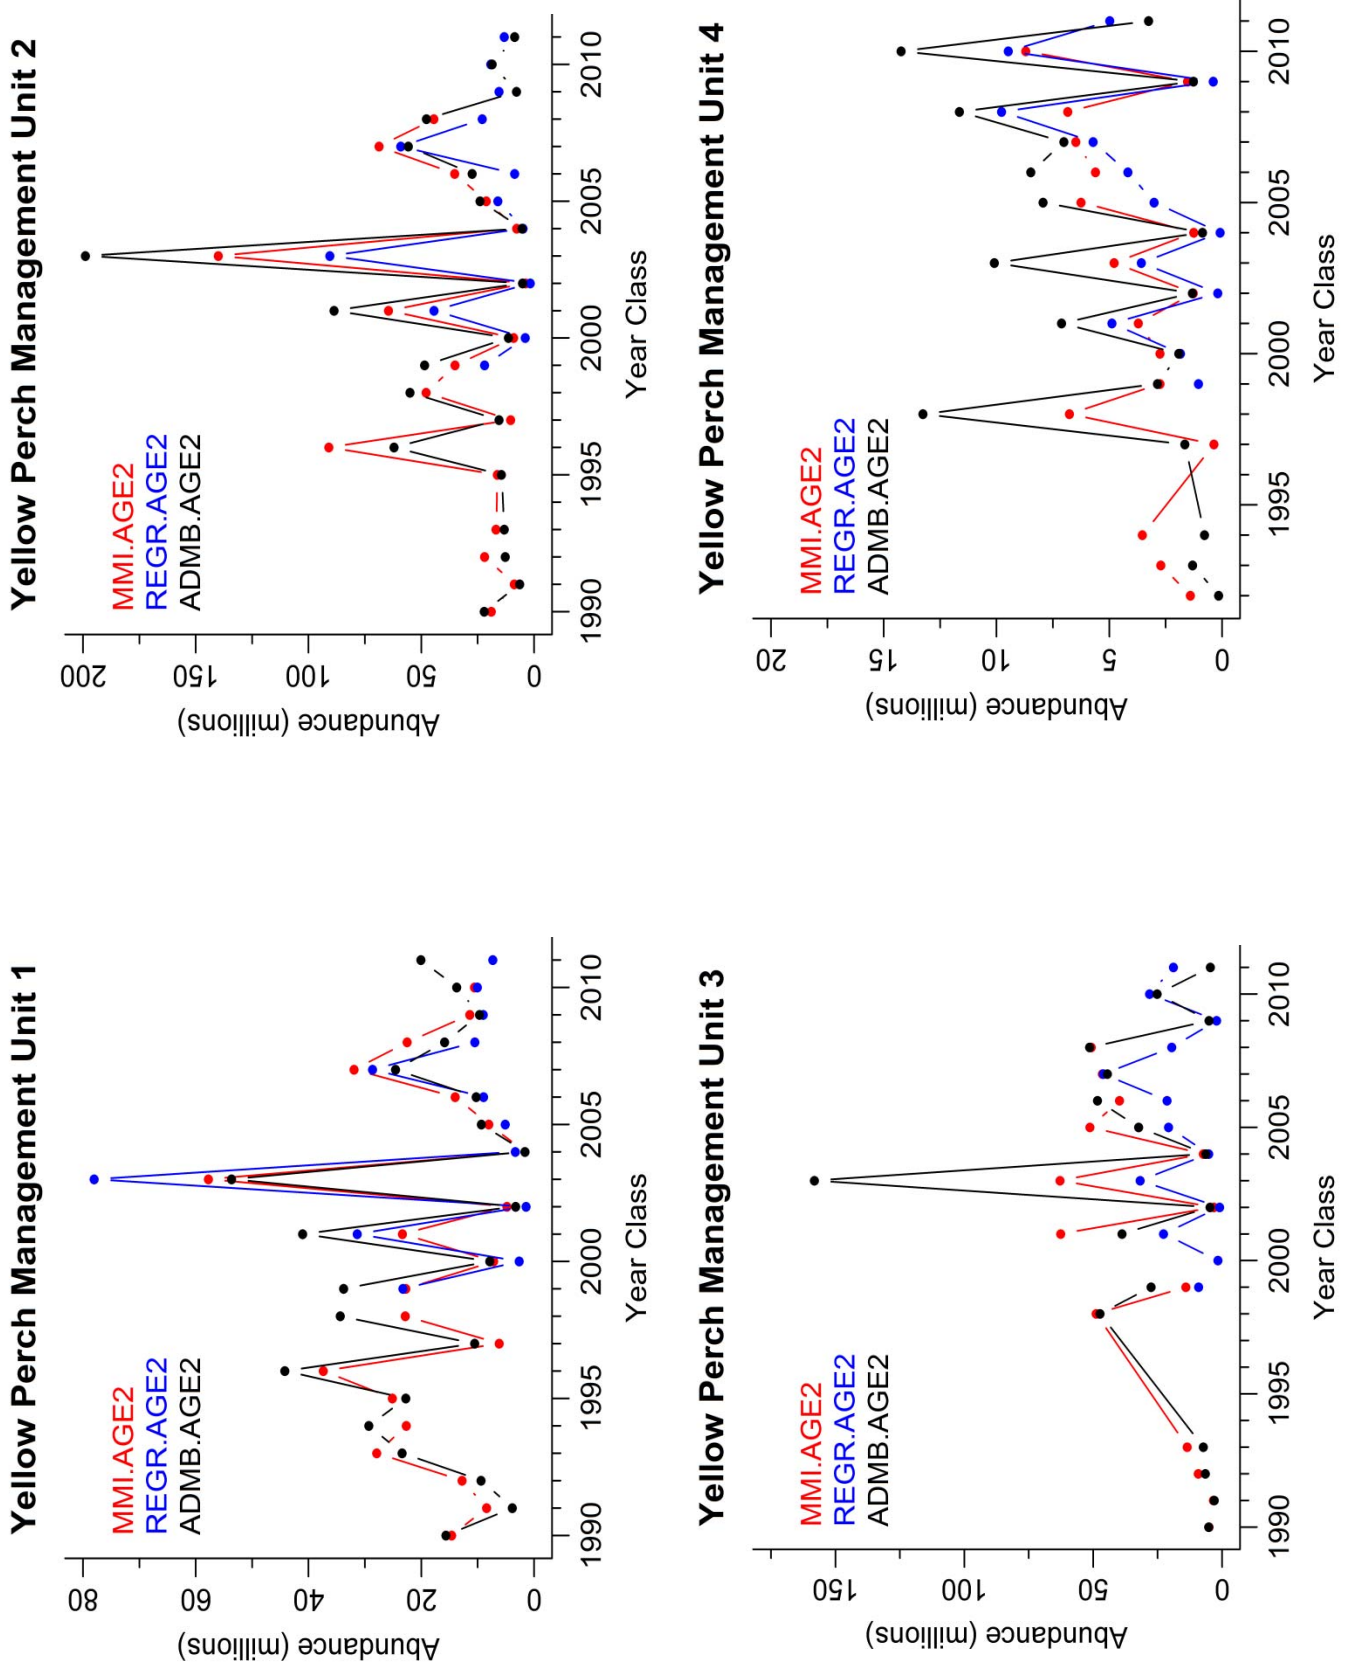 Yellow Perch Management Unit 1
MMI.AGE2
REGR.AGE2
ADMB.AGE2
80
60
40
20
0
Abundance (millions)
1990
1995
2000
2005
2010
Year Class
Yellow Perch Management Unit 2
MMI.AGE2
REGR.AGE2
ADMB.AGE2
200
150
100
50
0
Abundance (millions)
1990
1995
2000
2005
2010
Year Class
Yellow Perch Management Unit 3
MMI.AGE2
REGR.AGE2
ADMB.AGE2
150
100
50
0
Abundance (millions)
1990
1995
2000
2005
2010
Year Class
Yellow Perch Management Unit 4
MMI.AGE2
REGR.AGE2
ADMB.AGE2
20
15
10
5
0
Abundance (millions)
1995
2000
2005
2010
Year Class